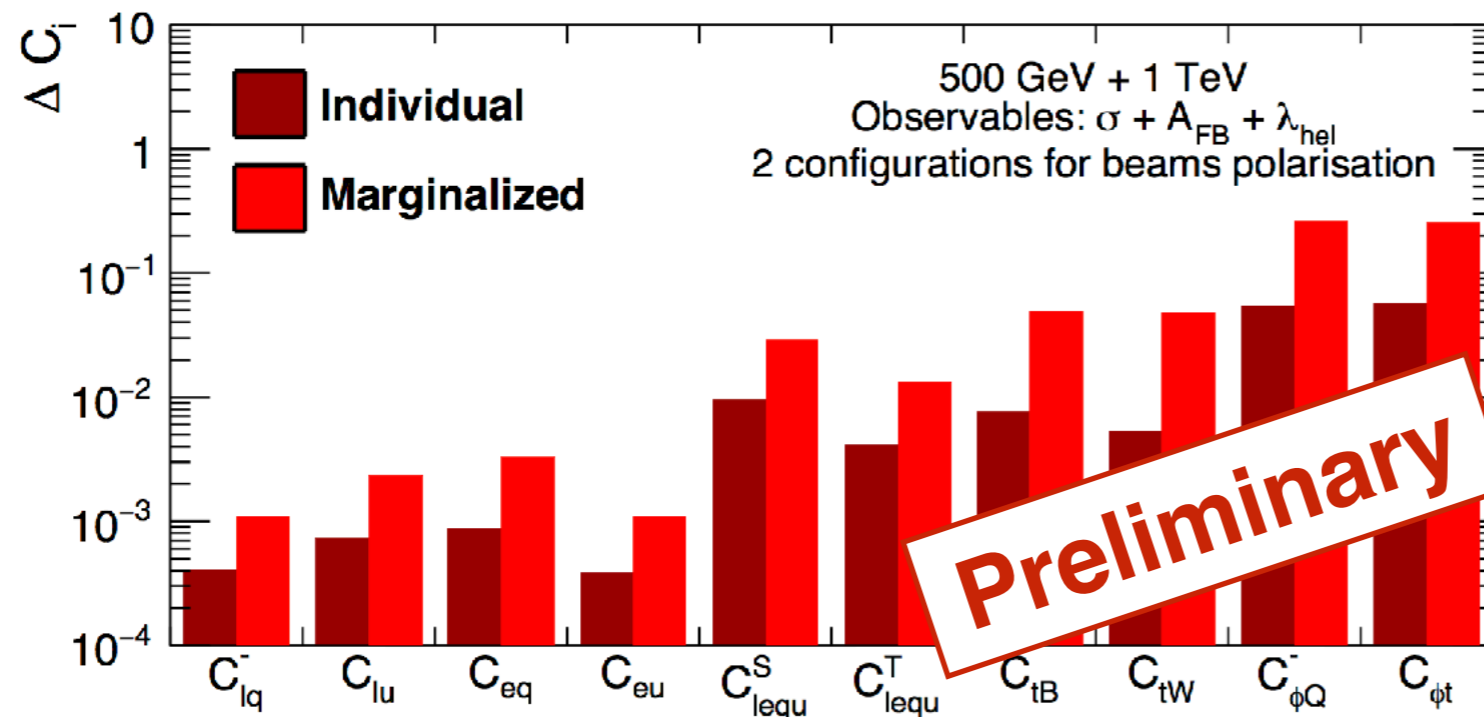 Δ C_i
10
1
10⁻¹
10⁻²
10⁻³
10⁻⁴
Individual
Marginalized
500 GeV + 1 TeV
Observables: σ + A_FB + λ_hel
2 configurations for beams polarisation
Preliminary
C⁻_lq C_lu C_eq C_eu C^S_lequ C^T_lequ C_tB C_tW C⁻_ϕQ C_ϕt